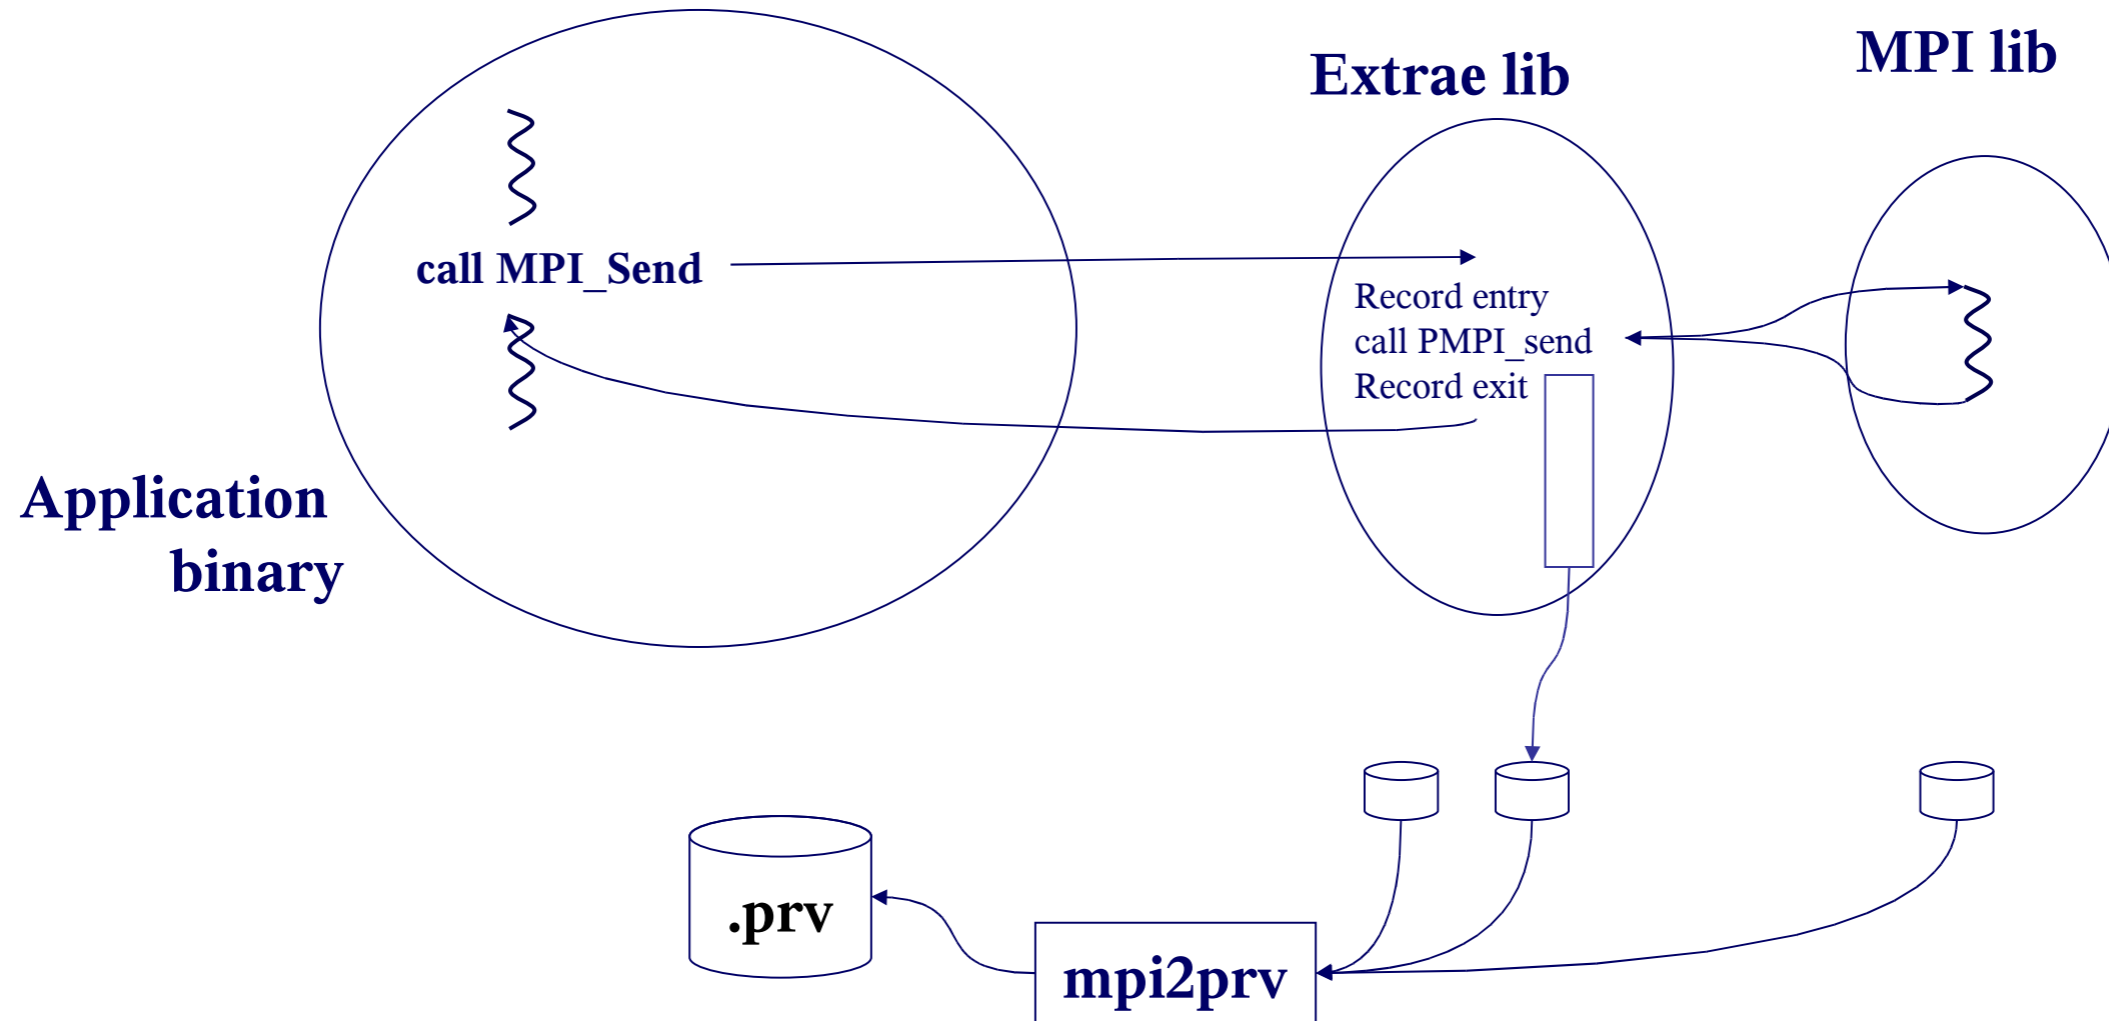 Extrae lib
MPI lib
call MPI_Send
Record entry
call PMPI_send
Record exit
Application
binary
.prv
mpi2prv